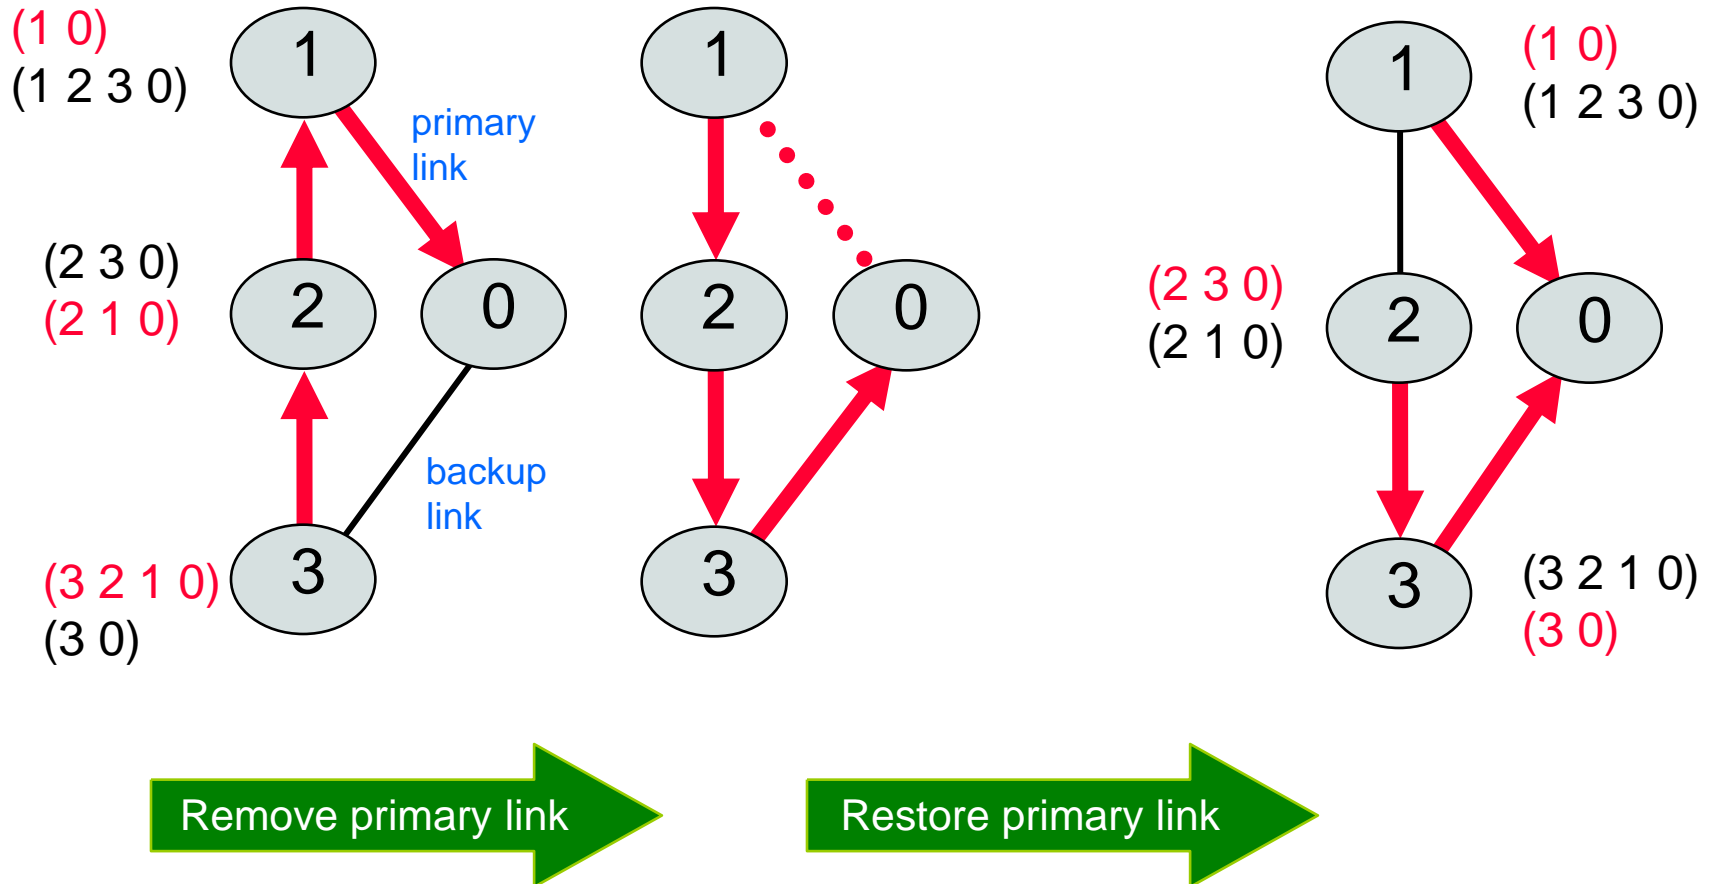 (1 0)
(1 2 3 0)
1
primary
link
(2 3 0)
(2 1 0)
2
0
backup
link
(3 2 1 0)
(3 0)
3
1
2
0
3
1
(1 0)
(1 2 3 0)
(2 3 0)
(2 1 0)
2
0
3
(3 2 1 0)
(3 0)
Remove primary link
Restore primary link